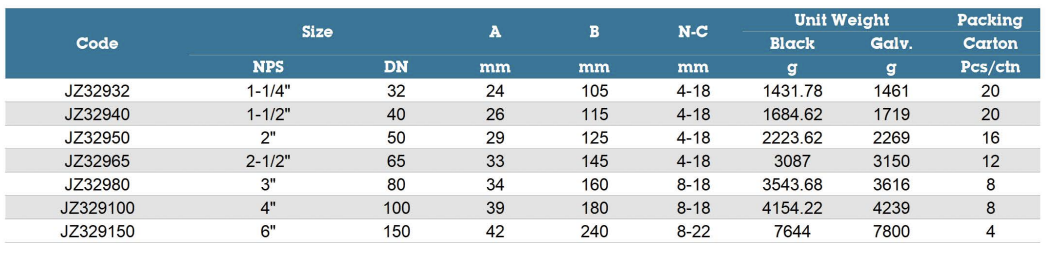 Code Size A B N-C Unit Weight Packing
Black Galv. Carton
NPS DN mm mm mm g g Pcs/ctn
JZ32932 1-1/4" 32 24 105 4-18 1431.78 1461 20
JZ32940 1-1/2" 40 26 115 4-18 1684.62 1719 20
JZ32950 2" 50 29 125 4-18 2223.62 2269 16
JZ32965 2-1/2" 65 33 145 4-18 3087 3150 12
JZ32980 3" 80 34 160 8-18 3543.68 3616 8
JZ329100 4" 100 39 180 8-18 4154.22 4239 8
JZ329150 6" 150 42 240 8-22 7644 7800 4